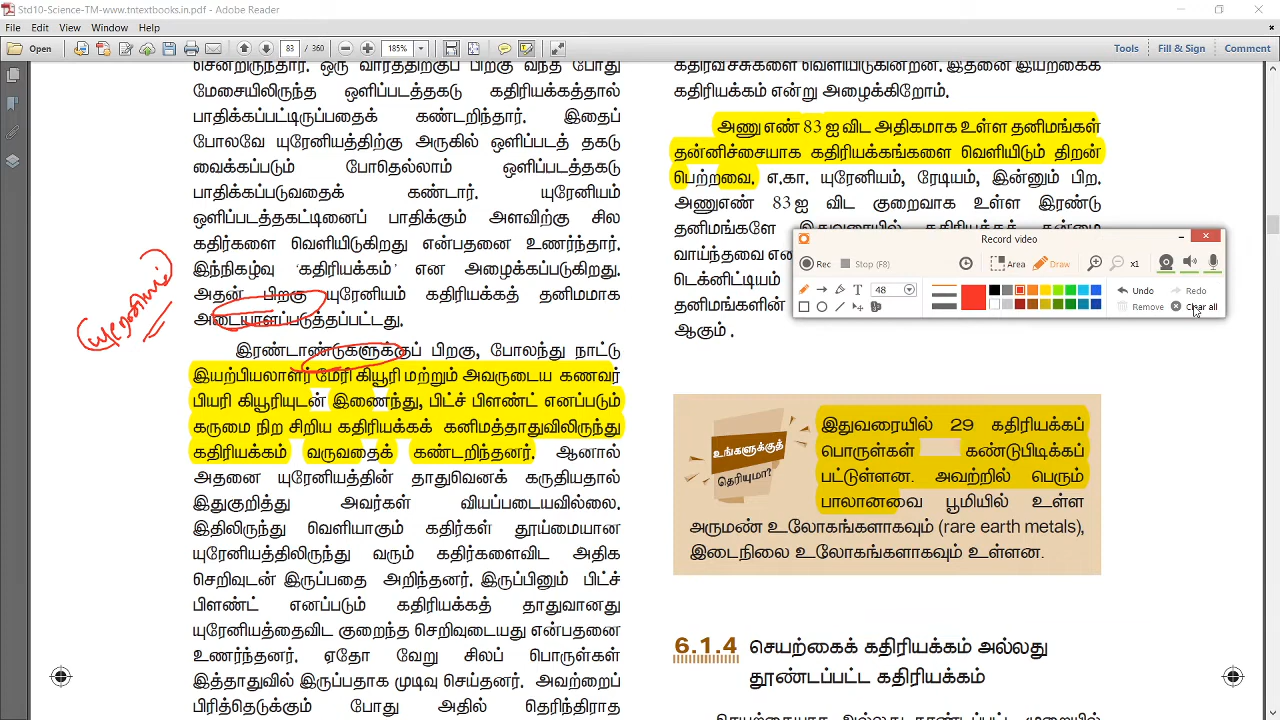 Std10-Science-TM-www.tntextbooks.in.pdf - Adobe Reader
File Edit View Window Help
Open 83 / 360 185% Tools Fill & Sign Comment
சென்றிருந்தார். ஒரு வாரத்திற்குப் பிறகு வந்த போது
மேசையிலிருந்த ஒளிப்படத்தகடு கதிரியக்கத்தால்
பாதிக்கப்பட்டிருப்பதைக் கண்டறிந்தார். இதைப்
போலவே யுரேனியத்திற்கு அருகில் ஒளிப்படத் தகடு
வைக்கப்படும் போதெல்லாம் ஒளிப்படத்தகடு
பாதிக்கப்படுவதைக் கண்டார். யுரேனியம்
ஒளிப்படத்தகட்டினைப் பாதிக்கும் அளவிற்கு சில
கதிர்களை வெளியிடுகிறது என்பதனை உணர்ந்தார்.
இந்நிகழ்வு 'கதிரியக்கம்' என அழைக்கப்படுகிறது.
அதன் பிறகு யுரேனியம் கதிரியக்கத் தனிமமாக
அடையாளப்படுத்தப்பட்டது.
இரண்டாண்டுகளுக்குப் பிறகு, போலந்து நாட்டு
இயற்பியலாளர் மேரி கியூரி மற்றும் அவருடைய கணவர்
பியரி கியூரியுடன் இணைந்து, பிட்ச் பிளண்ட் எனப்படும்
கருமை நிற சிறிய கதிரியக்கக் கனிமத்தாதுவிலிருந்து
கதிரியக்கம் வருவதைக் கண்டறிந்தனர். ஆனால்
அதனை யுரேனியத்தின் தாதுவெனக் கருதியதால்
இதுகுறித்து அவர்கள் வியப்படையவில்லை.
இதிலிருந்து வெளியாகும் கதிர்கள் தூய்மையான
யுரேனியத்திலிருந்து வரும் கதிர்களைவிட அதிக
செறிவுடன் இருப்பதை அறிந்தனர். இருப்பினும் பிட்ச்
பிளண்ட் எனப்படும் கதிரியக்கத் தாதுவானது
யுரேனியத்தைவிட குறைந்த செறிவுடையது என்பதனை
உணர்ந்தனர். ஏதோ வேறு சிலப் பொருள்கள்
இத்தாதுவில் இருப்பதாக முடிவு செய்தனர். அவற்றைப்
பிரித்தெடுக்கும் போது அதில் தெரிந்திராத
கதிர்வீச்சுகளை வெளியிடுகின்றன. இதனை இயற்கைக்
கதிரியக்கம் என்று அழைக்கிறோம்.
அணு எண் 83 ஐ விட அதிகமாக உள்ள தனிமங்கள்
தன்னிச்சையாக கதிரியக்கங்களை வெளியிடும் திறன்
பெற்றவை. எ.கா. யுரேனியம், ரேடியம், இன்னும் பிற.
அணுஎண் 83 ஐ விட குறைவாக உள்ள இரண்டு
தனிமங்களே
வாய்ந்தவை
டெக்னிட்டியம்
தனிமங்களின்
ஆகும் .
Record video
Rec Stop (F8) Area Draw x1
T 48 Undo Redo
Remove Clear all
உங்களுக்குத்
தெரியுமா?
இதுவரையில் 29 கதிரியக்கப்
பொருள்கள் கண்டுபிடிக்கப்
பட்டுள்ளன. அவற்றில் பெரும்
பாலானவை பூமியில் உள்ள
அருமண் உலோகங்களாகவும் (rare earth metals),
இடைநிலை உலோகங்களாகவும் உள்ளன.
6.1.4 செயற்கைக் கதிரியக்கம் அல்லது
தூண்டப்பட்ட கதிரியக்கம்